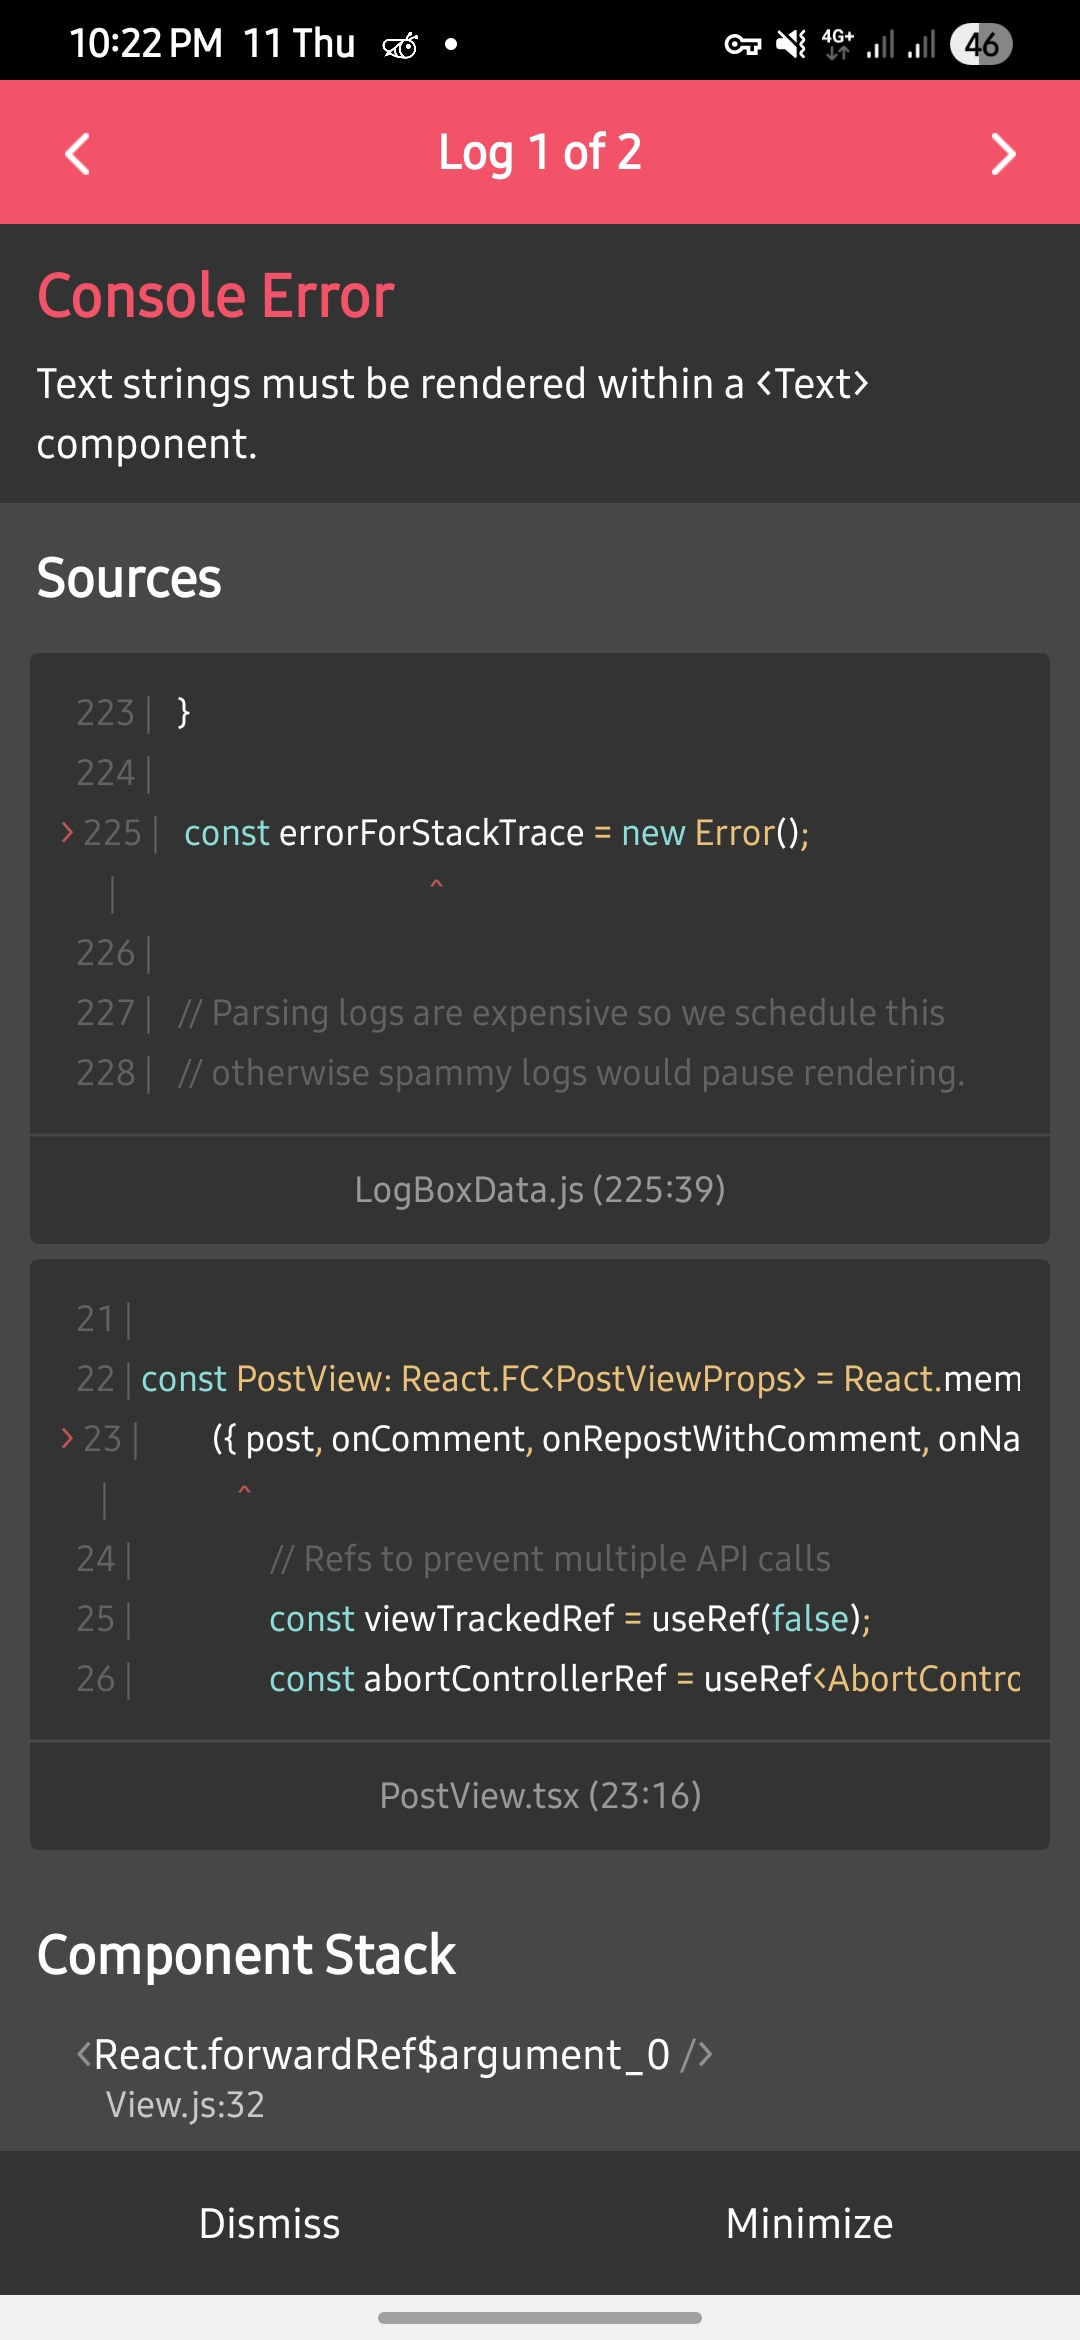 10:22 PM 11 Thu 4G+ 46
Log 1 of 2
Console Error
Text strings must be rendered within a <Text>
component.
Sources
223 | }
224 |
> 225 | const errorForStackTrace = new Error();
| ^
226 |
227 | // Parsing logs are expensive so we schedule this
228 | // otherwise spammy logs would pause rendering.
LogBoxData.js (225:39)
21 |
22 | const PostView: React.FC<PostViewProps> = React.mem
> 23 | ({ post, onComment, onRepostWithComment, onNa
| ^
24 | // Refs to prevent multiple API calls
25 | const viewTrackedRef = useRef(false);
26 | const abortControllerRef = useRef<AbortContro
PostView.tsx (23:16)
Component Stack
<React.forwardRef$argument_0 />
View.js:32
Dismiss Minimize